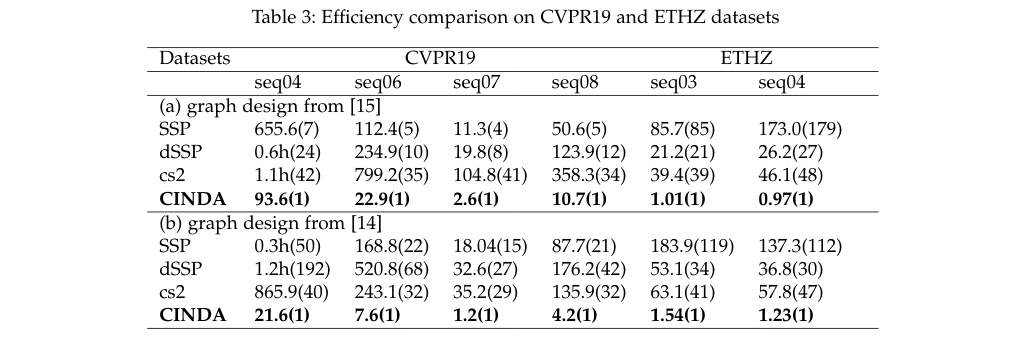 Table 3: Efficiency comparison on CVPR19 and ETHZ datasets
Datasets CVPR19 ETHZ
seq04 seq06 seq07 seq08 seq03 seq04
(a) graph design from [15]
SSP 655.6(7) 112.4(5) 11.3(4) 50.6(5) 85.7(85) 173.0(179)
dSSP 0.6h(24) 234.9(10) 19.8(8) 123.9(12) 21.2(21) 26.2(27)
cs2 1.1h(42) 799.2(35) 104.8(41) 358.3(34) 39.4(39) 46.1(48)
CINDA 93.6(1) 22.9(1) 2.6(1) 10.7(1) 1.01(1) 0.97(1)
(b) graph design from [14]
SSP 0.3h(50) 168.8(22) 18.04(15) 87.7(21) 183.9(119) 137.3(112)
dSSP 1.2h(192) 520.8(68) 32.6(27) 176.2(42) 53.1(34) 36.8(30)
cs2 865.9(40) 243.1(32) 35.2(29) 135.9(32) 63.1(41) 57.8(47)
CINDA 21.6(1) 7.6(1) 1.2(1) 4.2(1) 1.54(1) 1.23(1)